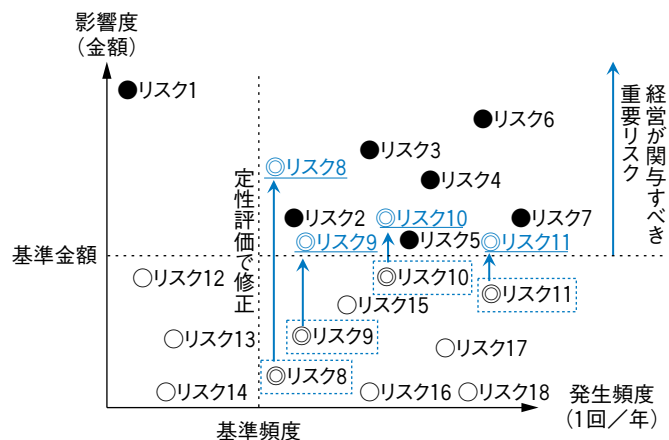 影響度
（金額）
●リスク1
●リスク6
●リスク3
◎リスク8
●リスク4
●リスク2
◎リスク10
●リスク7
◎リスク9
●リスク5
◎リスク11
経営が関与すべき
重要リスク
定性評価で修正
基準金額
○リスク12
◎リスク10
◎リスク11
○リスク15
◎リスク9
○リスク13
○リスク17
◎リスク8
○リスク14
○リスク16
○リスク18
発生頻度
（1回／年）
基準頻度